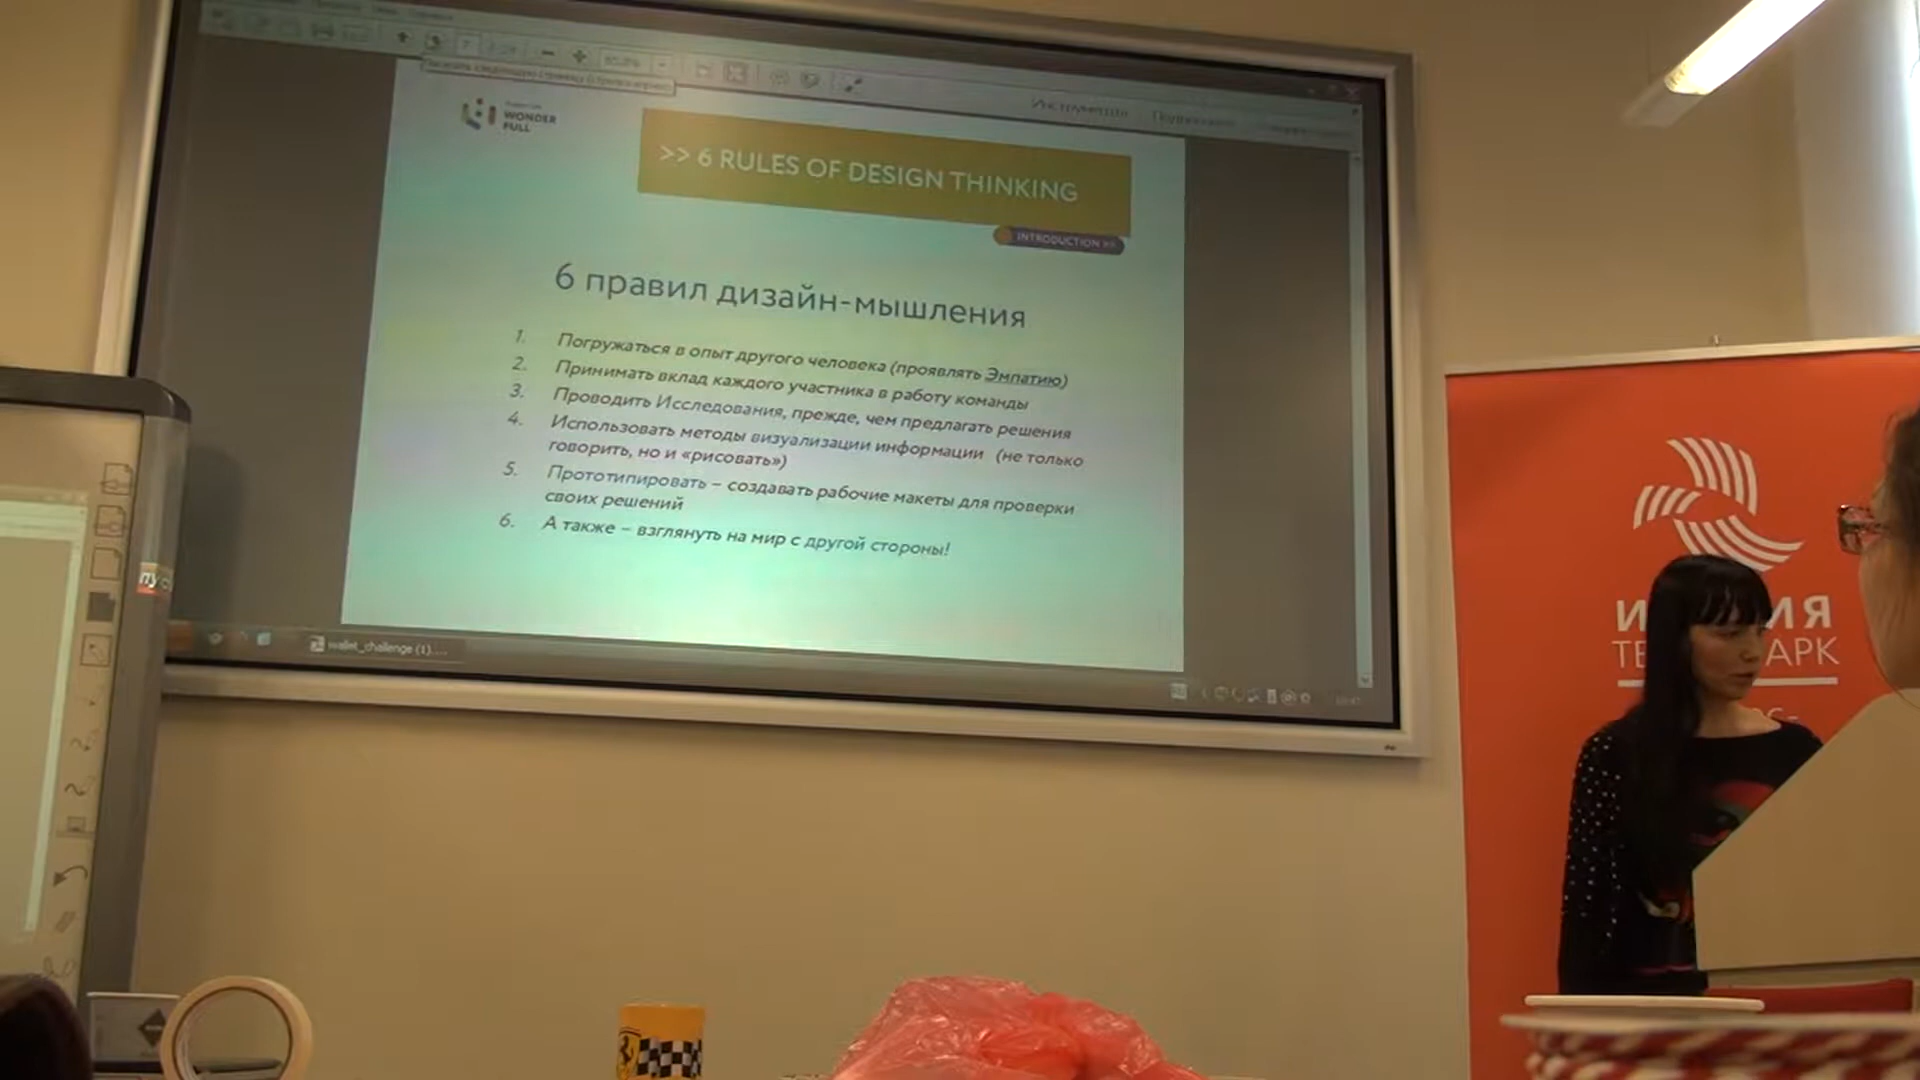 Инструменты
WONDER
FULL
>> 6 RULES OF DESIGN THINKING
INTRODUCTION >>
6 правил дизайн-мышления
1. Погружаться в опыт другого человека (проявлять Эмпатию)
2. Принимать вклад каждого участника в работу команды
3. Проводить Исследования, прежде, чем предлагать решения
4. Использовать методы визуализации информации (не только
говорить, но и «рисовать»)
5. Прототипировать – создавать рабочие макеты для проверки
своих решений
6. А также – взглянуть на мир с другой стороны!
wallet_challenge (1)....